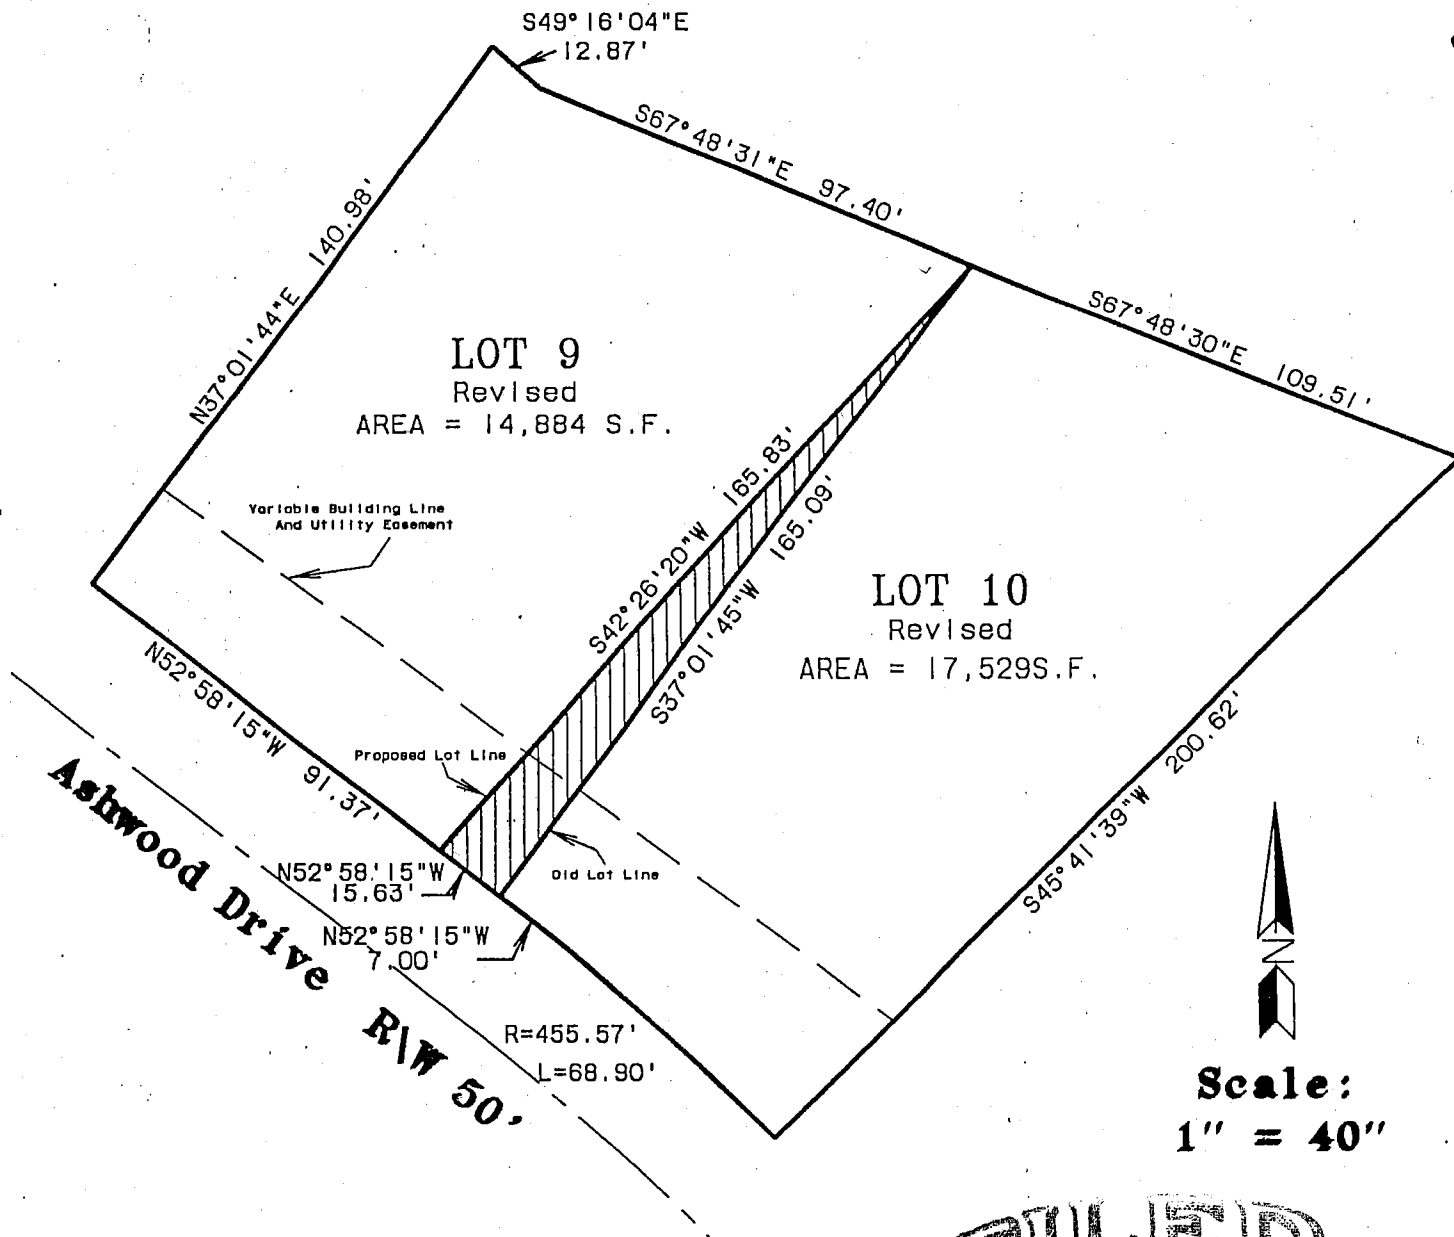 S49°16'04"E
12.87'
S67°48'31"E 97.40'
N37°01'44"E 140.98'
S67°48'30"E 109.51'
LOT 9
Revised
AREA = 14,884 S.F.
Variable Building Line
And Utility Easement
S42°26'20"W 165.83'
S37°01'45"W 165.09'
LOT 10
Revised
AREA = 17,529S.F.
N52°58'15"W 91.37'
Proposed Lot Line
Old Lot Line
S45°41'39"W 200.62'
N52°58'15"W
15.63'
N52°58'15"W
7.00'
Ashwood Drive R\W 50'
R=455.57'
L=68.90'
N
Scale:
1" = 40"
FILED